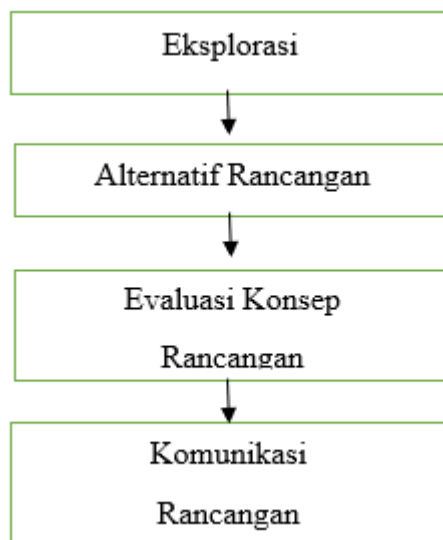 Eksplorasi
Alternatif Rancangan
Evaluasi Konsep
Rancangan
Komunikasi
Rancangan